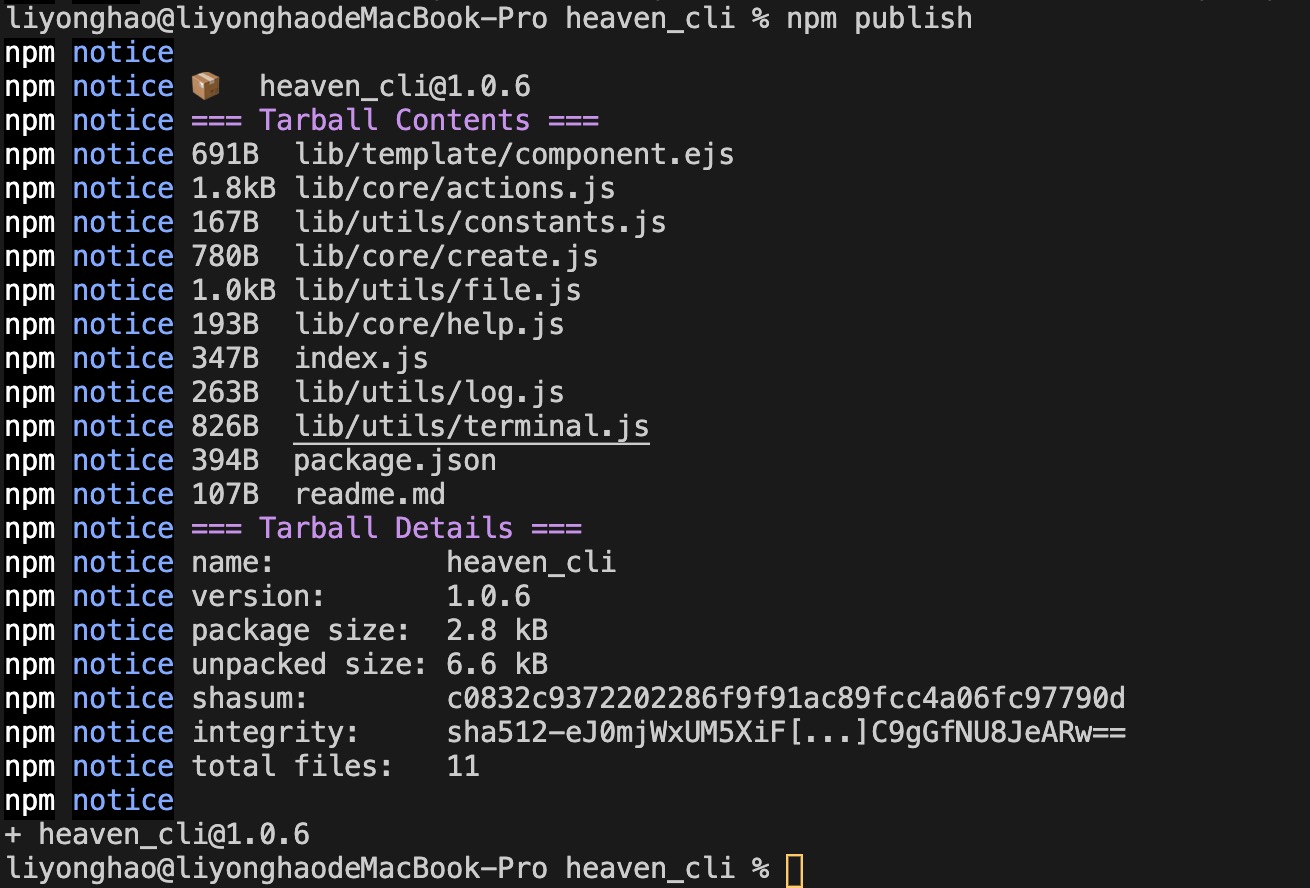 liyonghao@liyonghaodeMacBook-Pro heaven_cli % npm publish
npm notice
npm notice 📦  heaven_cli@1.0.6
npm notice === Tarball Contents ===
npm notice 691B  lib/template/component.ejs
npm notice 1.8kB lib/core/actions.js
npm notice 167B  lib/utils/constants.js
npm notice 780B  lib/core/create.js
npm notice 1.0kB lib/utils/file.js
npm notice 193B  lib/core/help.js
npm notice 347B  index.js
npm notice 263B  lib/utils/log.js
npm notice 826B  lib/utils/terminal.js
npm notice 394B  package.json
npm notice 107B  readme.md
npm notice === Tarball Details ===
npm notice name:          heaven_cli
npm notice version:       1.0.6
npm notice package size:  2.8 kB
npm notice unpacked size: 6.6 kB
npm notice shasum:        c0832c9372202286f9f91ac89fcc4a06fc97790d
npm notice integrity:     sha512-eJ0mjWxUM5XiF[...]C9gGfNU8JeARw==
npm notice total files:   11
npm notice
+ heaven_cli@1.0.6
liyonghao@liyonghaodeMacBook-Pro heaven_cli %